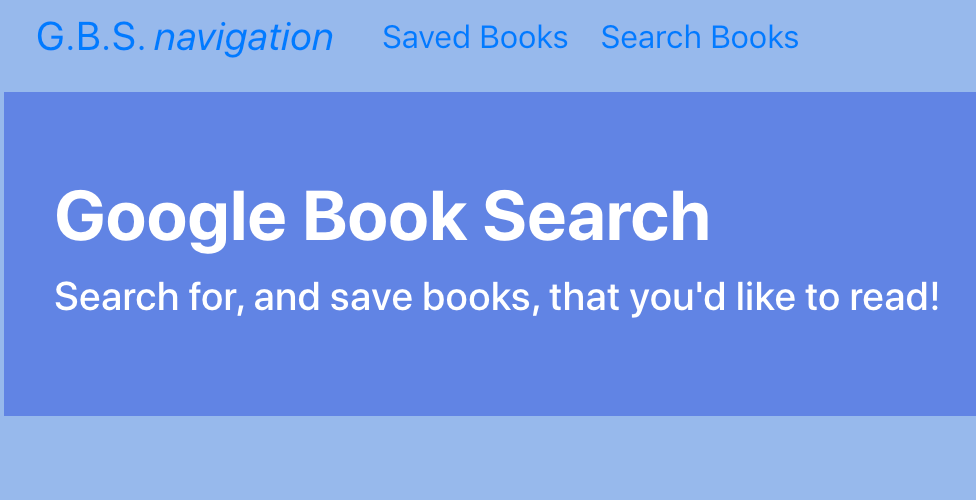 G.B.S. navigation Saved Books Search Books
Google Book Search
Search for, and save books, that you'd like to read!